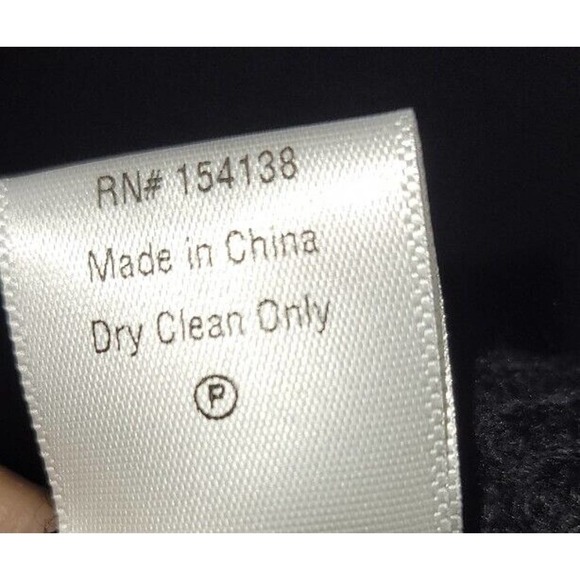 RN# 154138
Made in China
Dry Clean Only
P